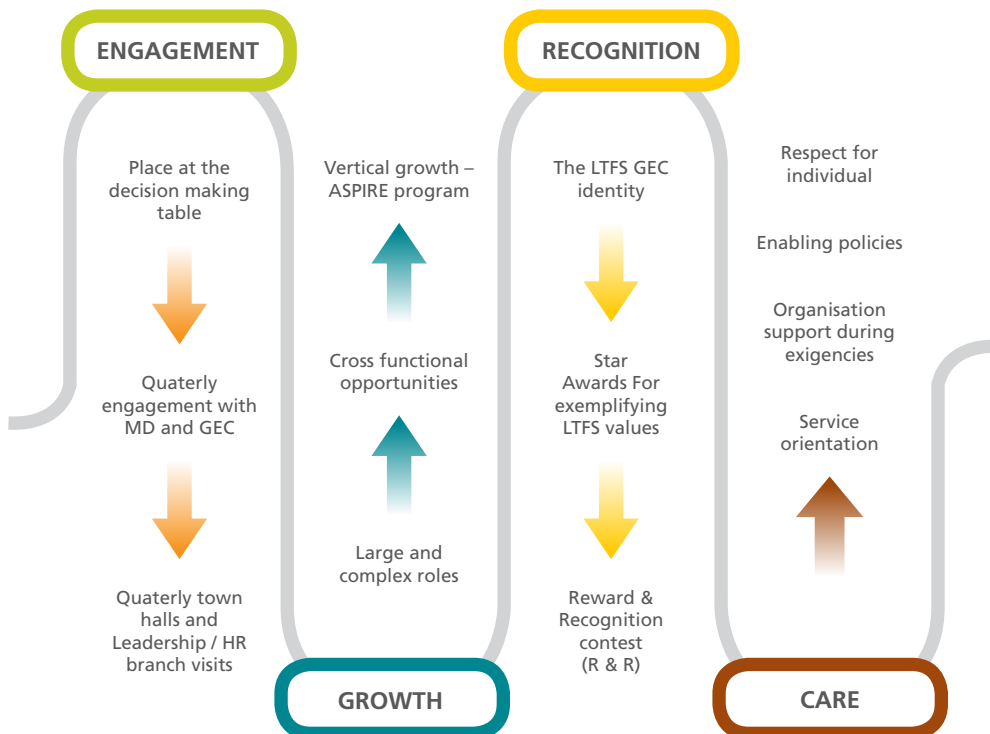 ENGAGEMENT
Place at the
decision making
table
Quaterly
engagement with
MD and GEC
Quaterly town
halls and
Leadership / HR
branch visits
Vertical growth –
ASPIRE program
Cross functional
opportunities
Large and
complex roles
GROWTH
RECOGNITION
The LTFS GEC
identity
Star
Awards For
exemplifying
LTFS values
Reward &
Recognition
contest
(R & R)
Respect for
individual
Enabling policies
Organisation
support during
exigencies
Service
orientation
CARE